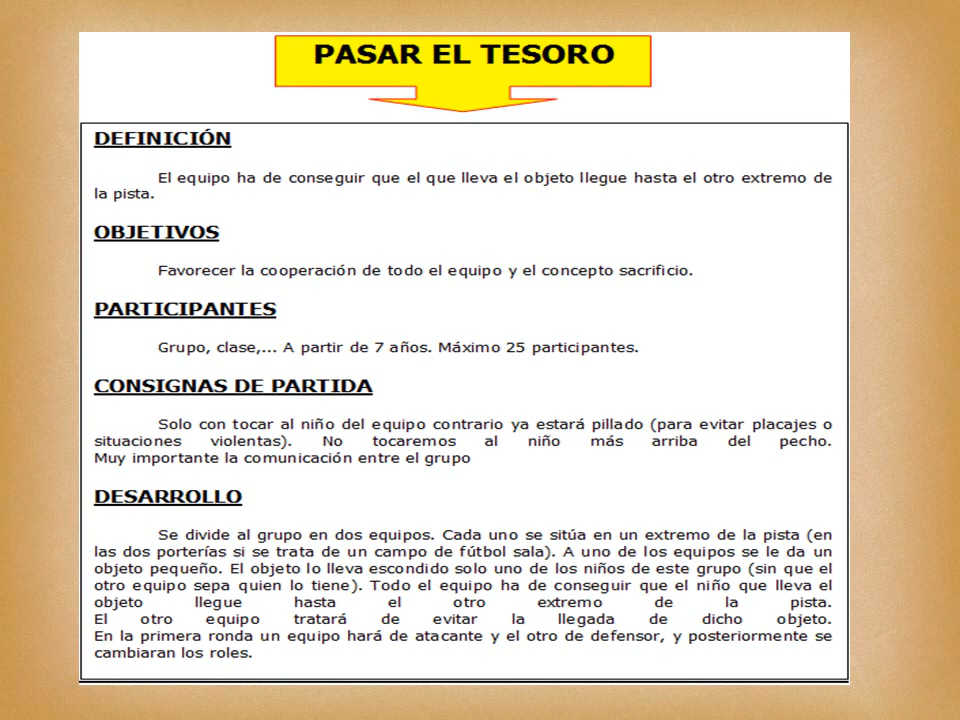 PASAR EL TESORO
DEFINICIÓN
El equipo ha de conseguir que el que lleva el objeto llegue hasta el otro extremo de
la pista.
OBJETIVOS
Favorecer la cooperación de todo el equipo y el concepto sacrificio.
PARTICIPANTES
Grupo, clase,... A partir de 7 años. Máximo 25 participantes.
CONSIGNAS DE PARTIDA
Solo con tocar al niño del equipo contrario ya estará pillado (para evitar placajes o
situaciones violentas). No tocaremos al niño más arriba del pecho.
Muy importante la comunicación entre el grupo
DESARROLLO
Se divide al grupo en dos equipos. Cada uno se sitúa en un extremo de la pista (en
las dos porterías si se trata de un campo de fútbol sala). A uno de los equipos se le da un
objeto pequeño. El objeto lo lleva escondido solo uno de los niños de este grupo (sin que el
otro equipo sepa quien lo tiene). Todo el equipo ha de conseguir que el niño que lleva el
objeto llegue hasta el otro extremo de la pista.
El otro equipo tratará de evitar la llegada de dicho objeto.
En la primera ronda un equipo hará de atacante y el otro de defensor, y posteriormente se
cambiaran los roles.